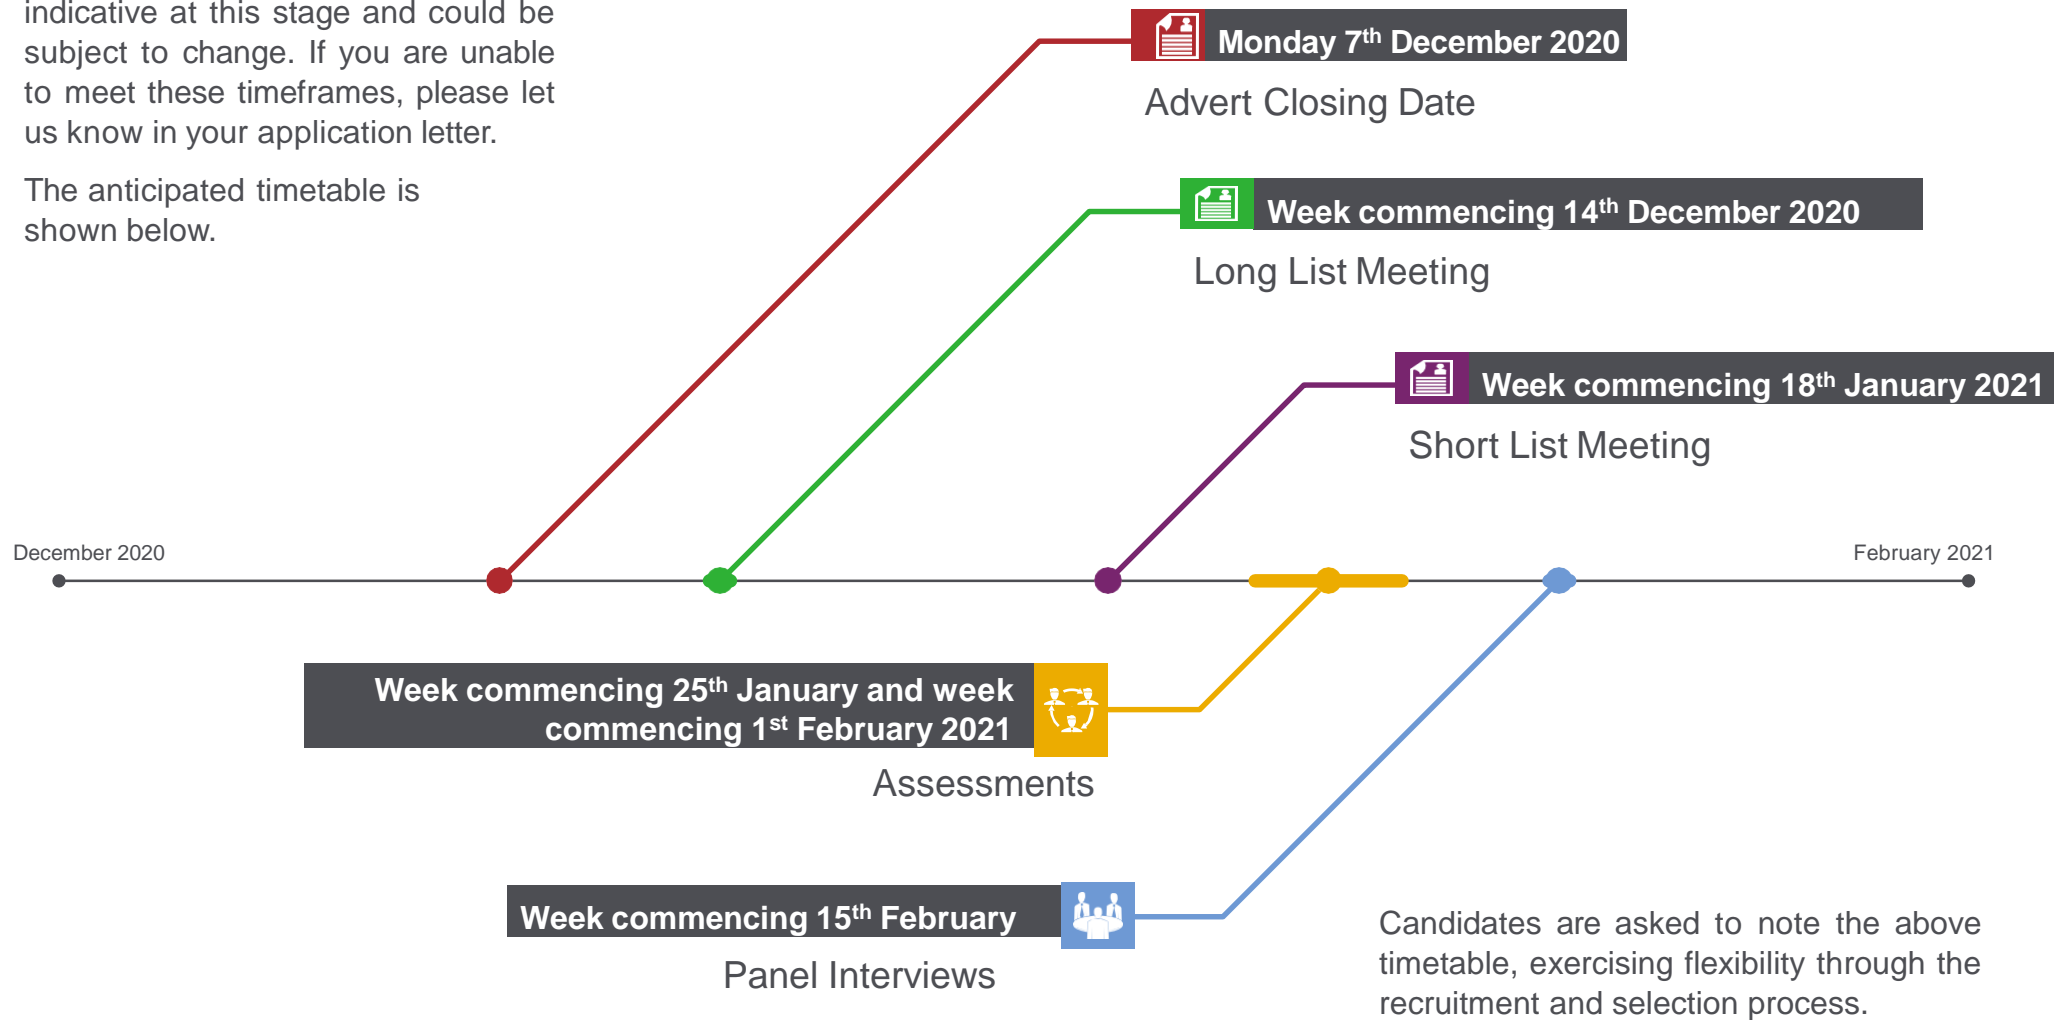 indicative at this stage and could be
subject to change. If you are unable
to meet these timeframes, please let
us know in your application letter.
The anticipated timetable is
shown below.
Monday 7th December 2020
Advert Closing Date
Week commencing 14th December 2020
Long List Meeting
Week commencing 18th January 2021
Short List Meeting
December 2020
February 2021
Week commencing 25th January and week
commencing 1st February 2021
Assessments
Week commencing 15th February
Panel Interviews
Candidates are asked to note the above
timetable, exercising flexibility through the
recruitment and selection process.